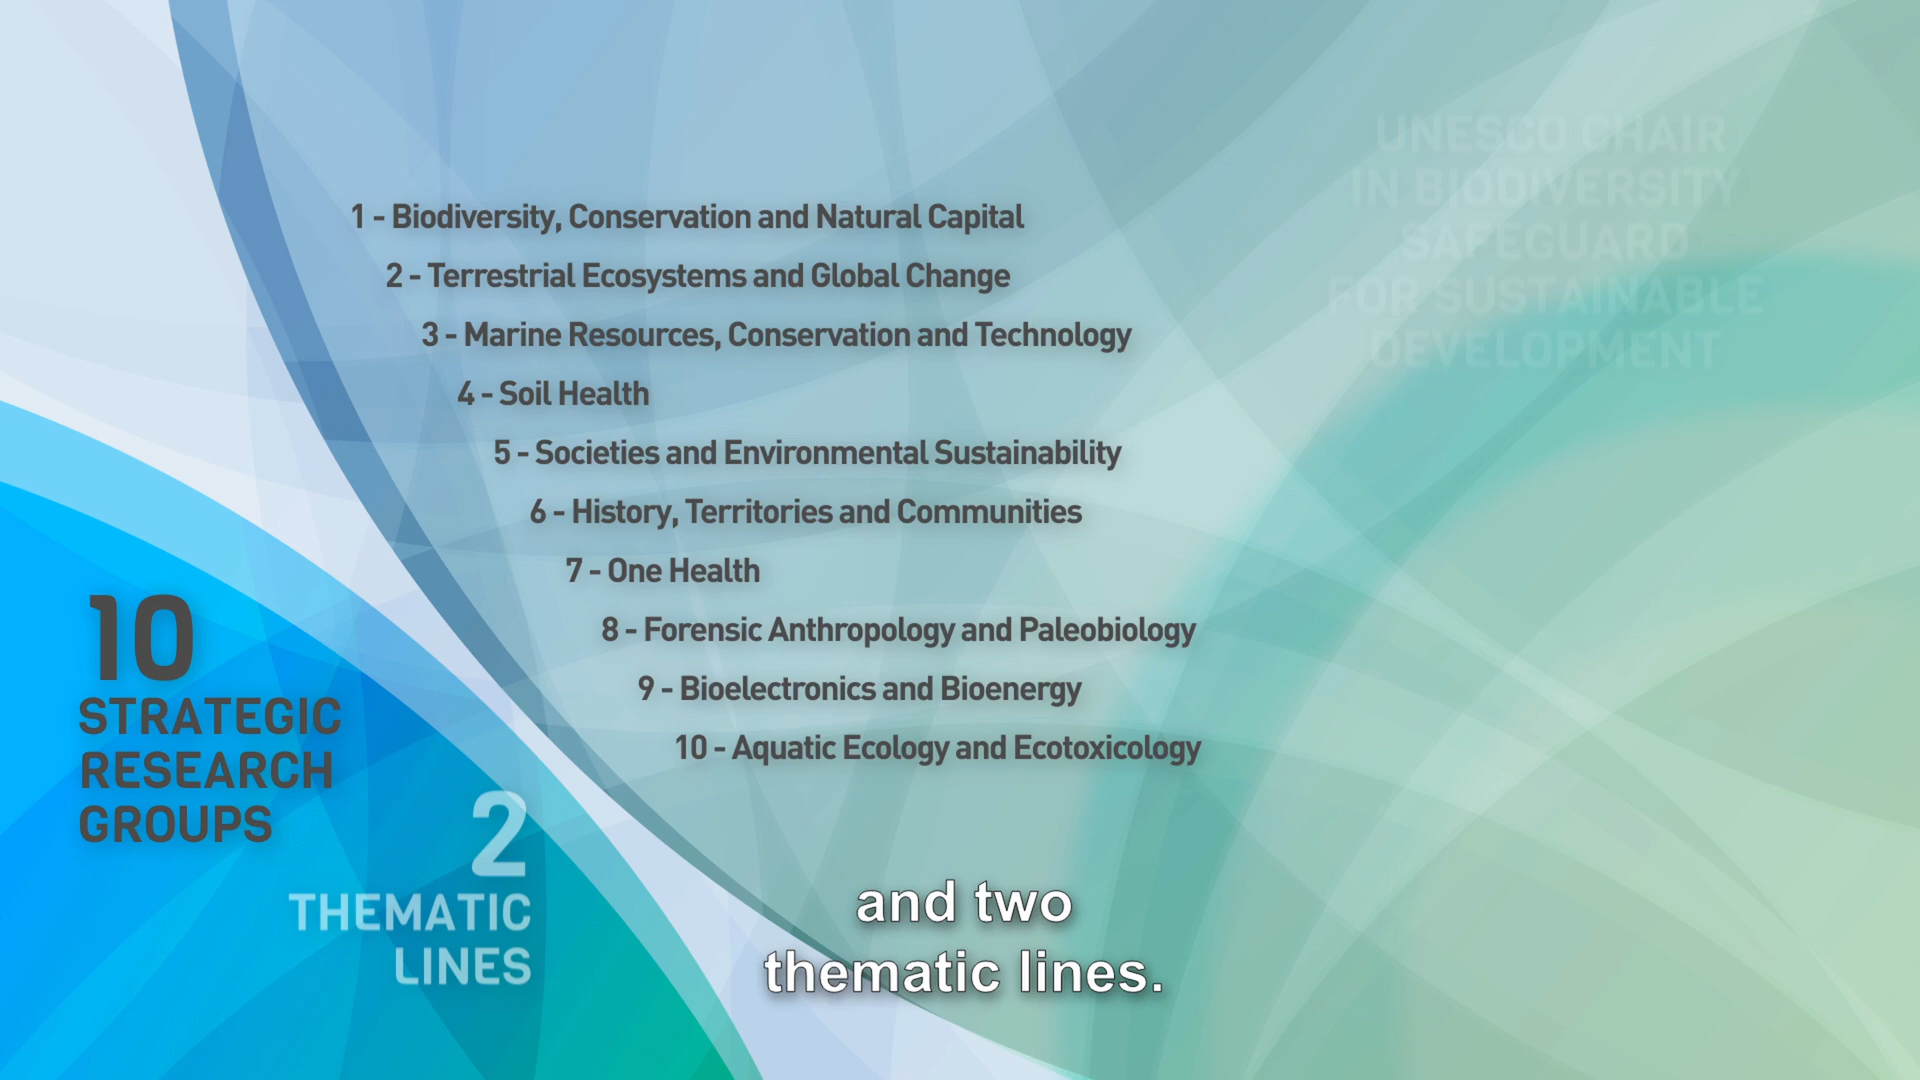 1 - Biodiversity, Conservation and Natural Capital
2 - Terrestrial Ecosystems and Global Change
3 - Marine Resources, Conservation and Technology
4 - Soil Health
5 - Societies and Environmental Sustainability
6 - History, Territories and Communities
7 - One Health
8 - Forensic Anthropology and Paleobiology
9 - Bioelectronics and Bioenergy
10 - Aquatic Ecology and Ecotoxicology
10
STRATEGIC
RESEARCH
GROUPS
2
THEMATIC
LINES
UNESCO CHAIR
IN BIODIVERSITY
SAFEGUARD
FOR SUSTAINABLE
DEVELOPMENT
and two
thematic lines.